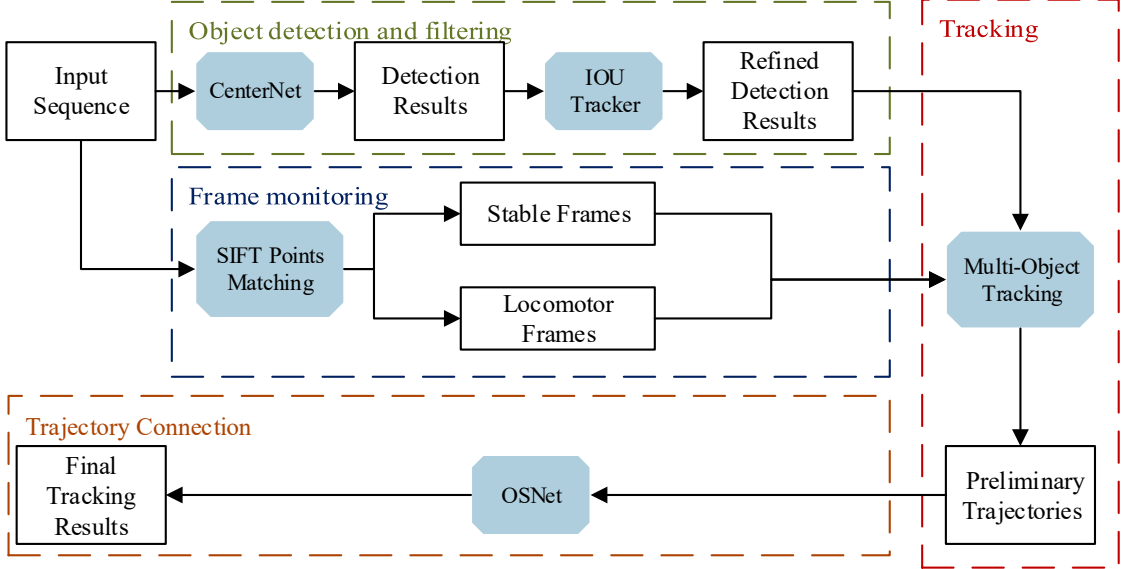 Object detection and filtering
Tracking
Input
Sequence
CenterNet
Detection
Results
IOU
Tracker
Refined
Detection
Results
Frame monitoring
SIFT Points
Matching
Stable Frames
Locomotor
Frames
Multi-Object
Tracking
Trajectory Connection
Final
Tracking
Results
OSNet
Preliminary
Trajectories